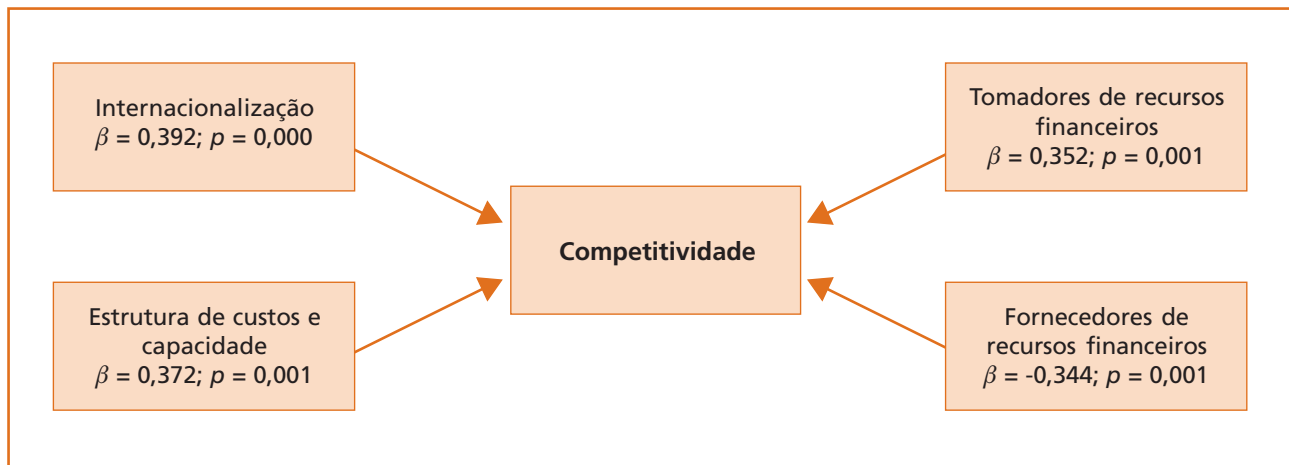 Internacionalização
β = 0,392; p = 0,000
Tomadores de recursos
financeiros
β = 0,352; p = 0,001
Competitividade
Estrutura de custos e
capacidade
β = 0,372; p = 0,001
Fornecedores de
recursos financeiros
β = -0,344; p = 0,001